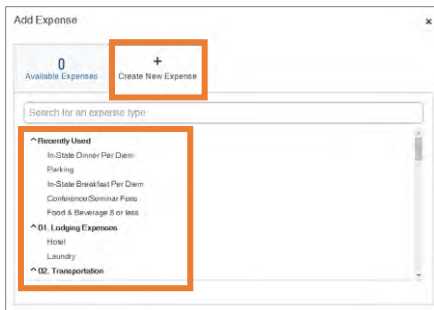 Add Expense
×
0
Available Expenses
+
Create New Expense
Search for an expense type
^ Recently Used
In-State Dinner Per Diem
Parking
In-State Breakfast Per Diem
Conference/Seminar Fees
Food & Beverage 8 or less
^ 01. Lodging Expenses
Hotel
Laundry
^ 02. Transportation